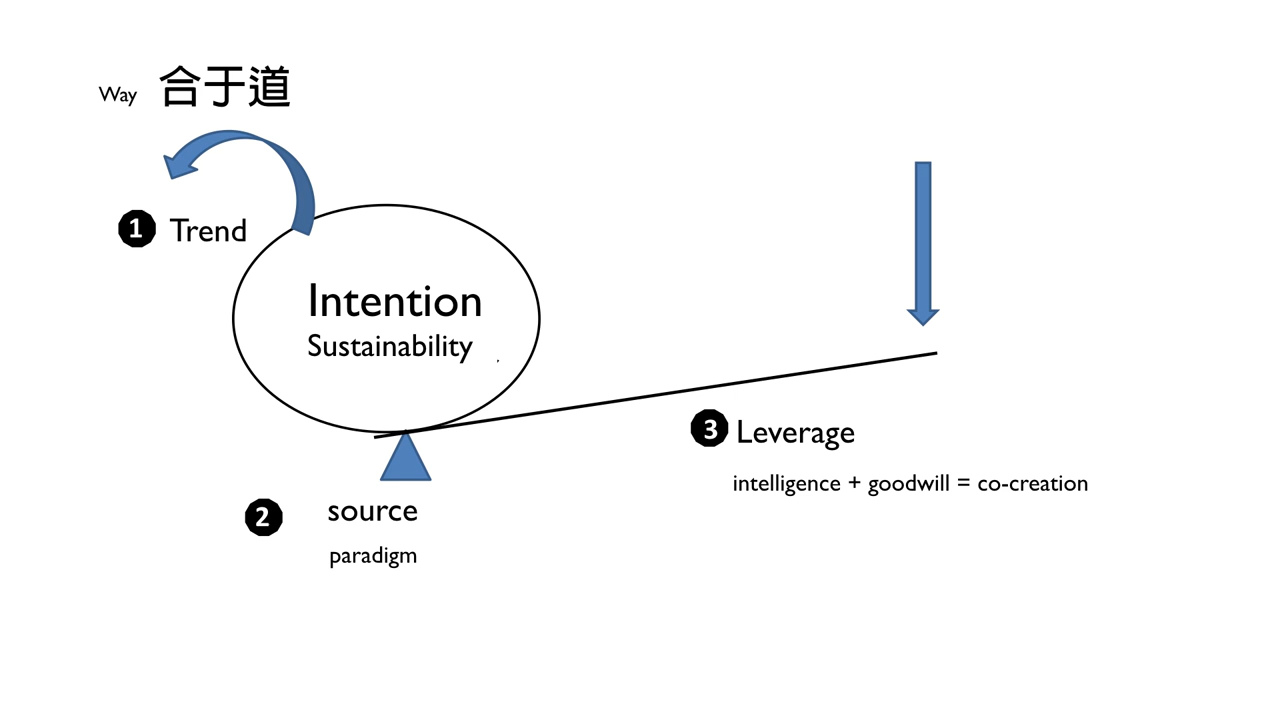 Way 合于道
1 Trend
Intention
Sustainability
3 Leverage
intelligence + goodwill = co-creation
2 source
paradigm